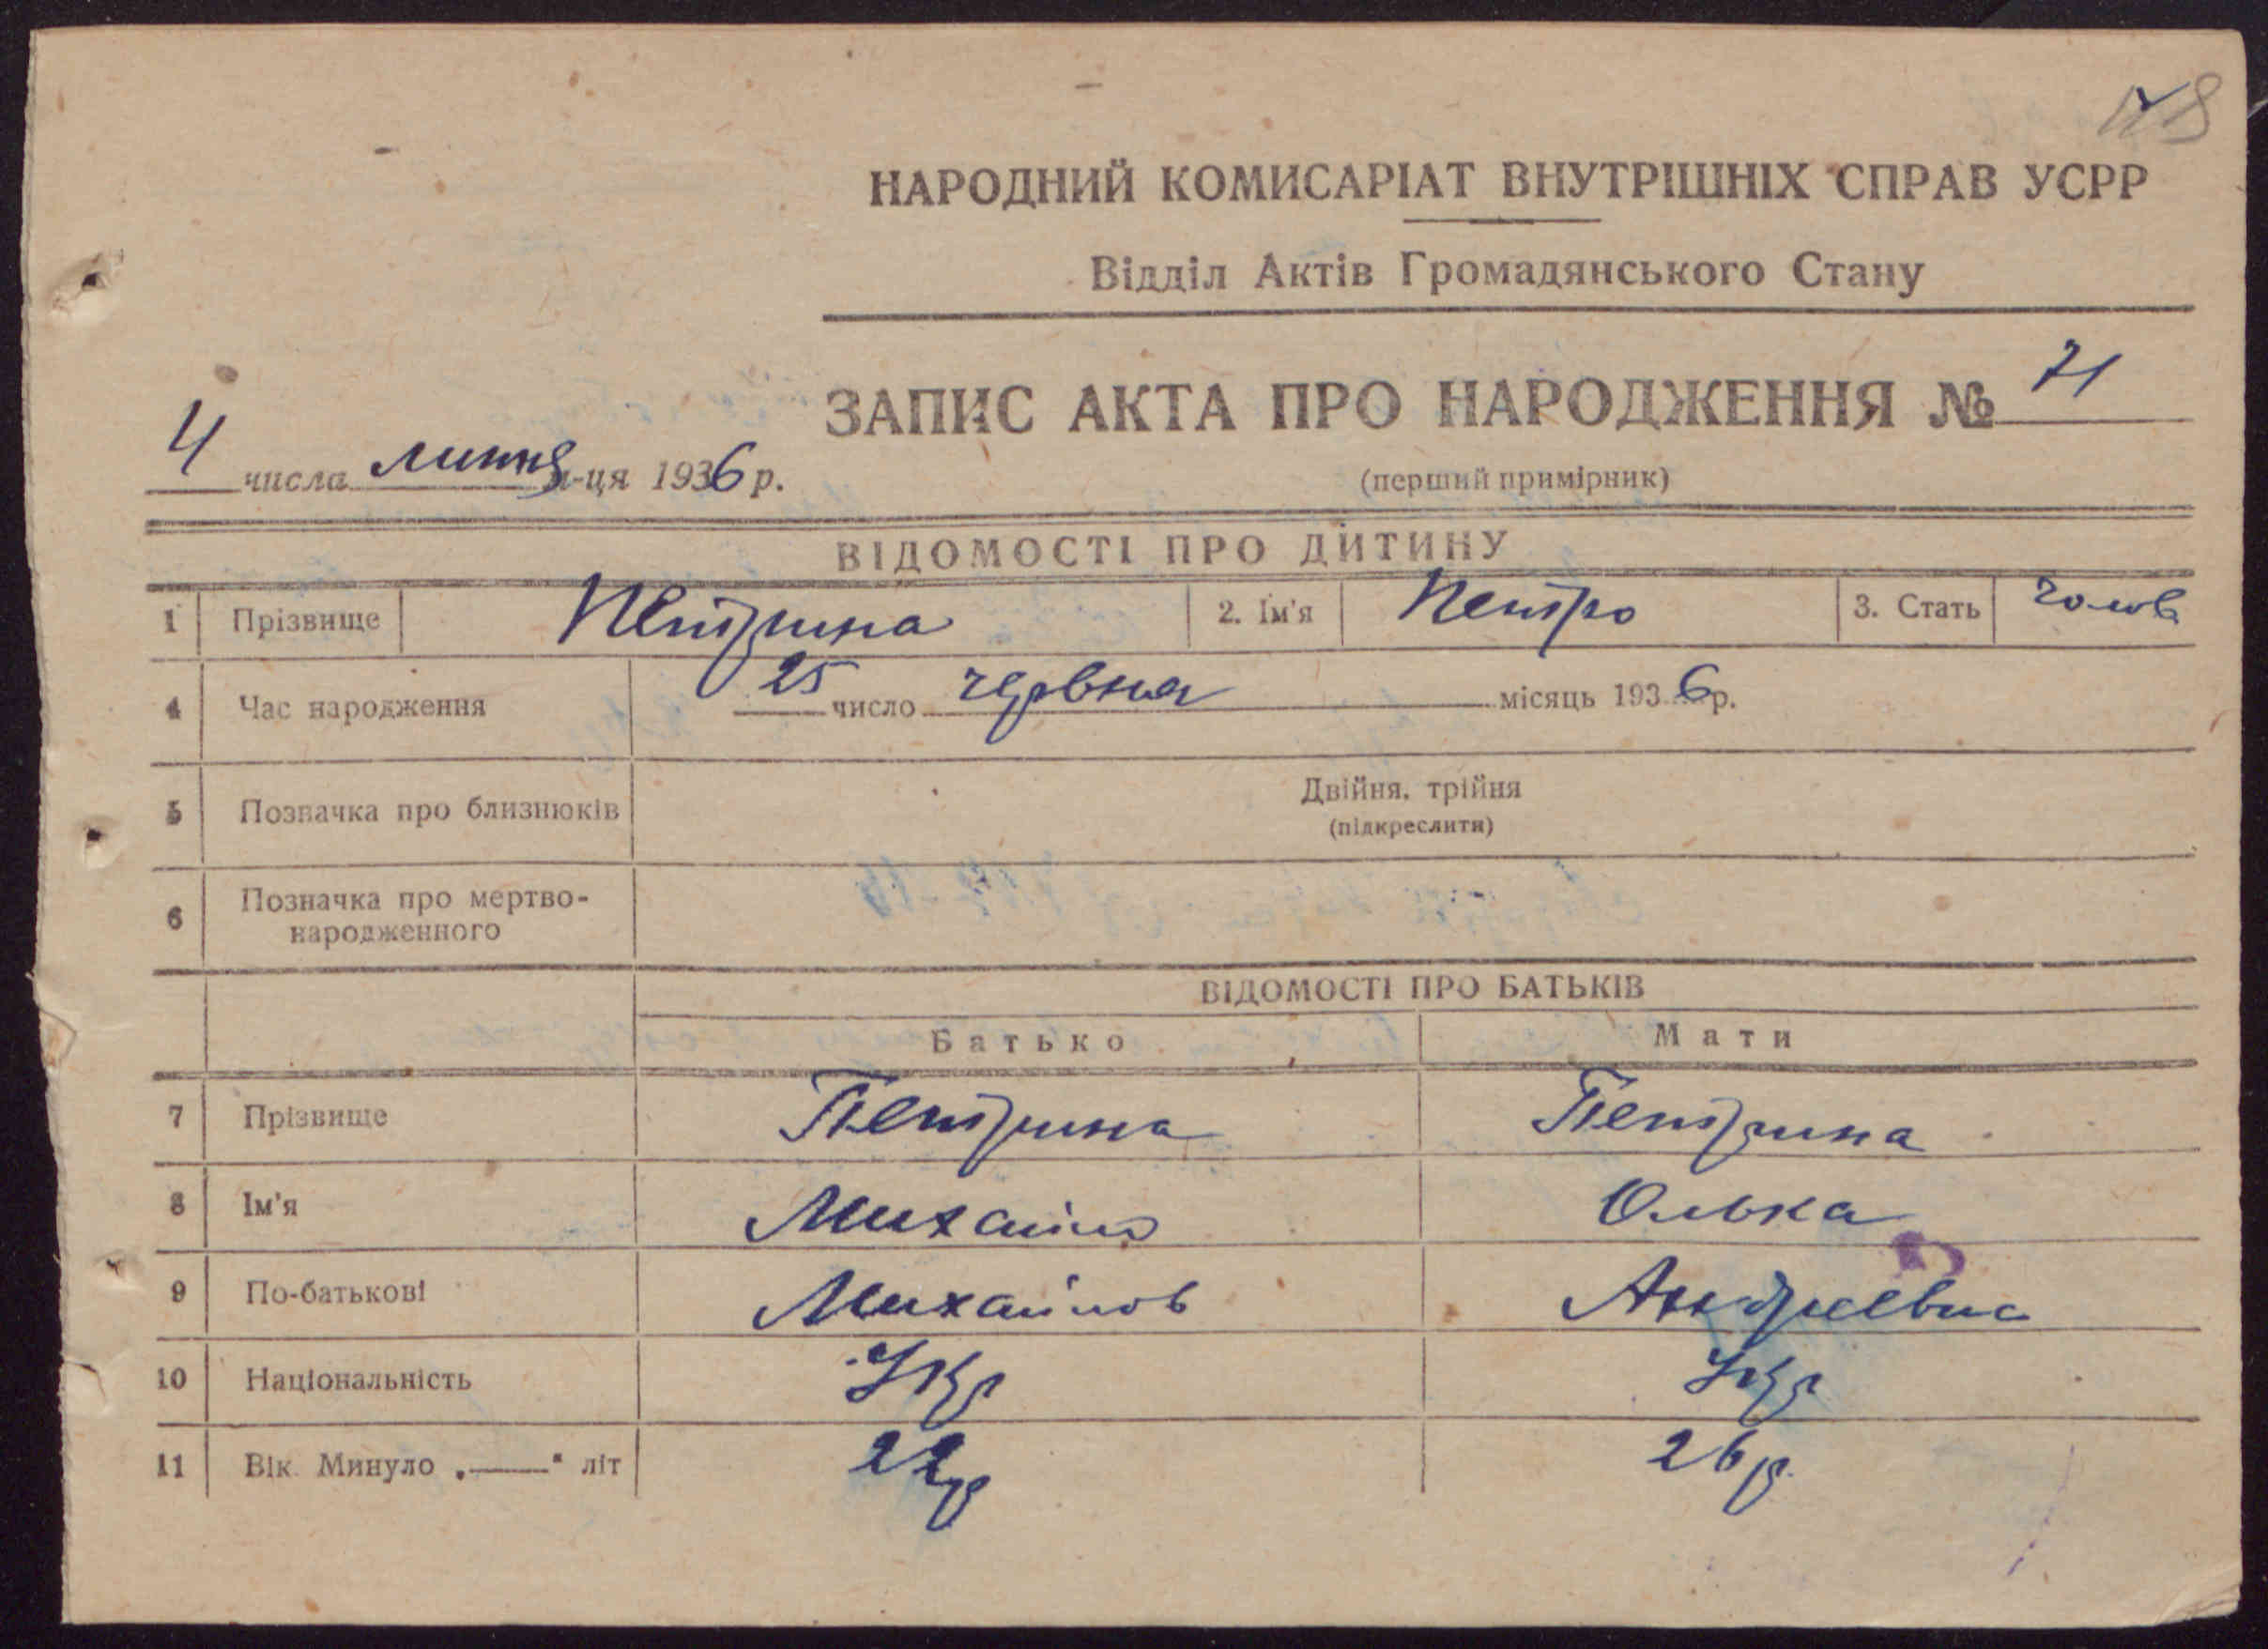 НАРОДНИЙ КОМИСАРІАТ ВНУТРІШНІХ СПРАВ УСРР
Відділ Актів Громадянського Стану
ЗАПИС АКТА ПРО НАРОДЖЕННЯ № 71
4 числа липня м-ця 1936 р.
(перший примірник)
ВІДОМОСТІ ПРО ДИТИНУ
1 Прізвище Петрина 2. Ім'я Петро 3. Стать чолов
4 Час народження 25 число червня місяць 1936 р.
5 Позначка про близнюків Двійня, трійня
(підкреслити)
6 Позначка про мертво-
народженного
ВІДОМОСТІ ПРО БАТЬКІВ
Батько Мати
7 Прізвище Петрина Петрина
8 Ім'я Михайло Олька
9 По-батькові Михайлов Андреевна
10 Національність Укр Укр
11 Вік. Минуло „——" літ 22р 26р.